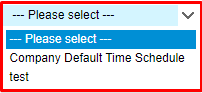 --- Please select ---
--- Please select ---
Company Default Time Schedule
test